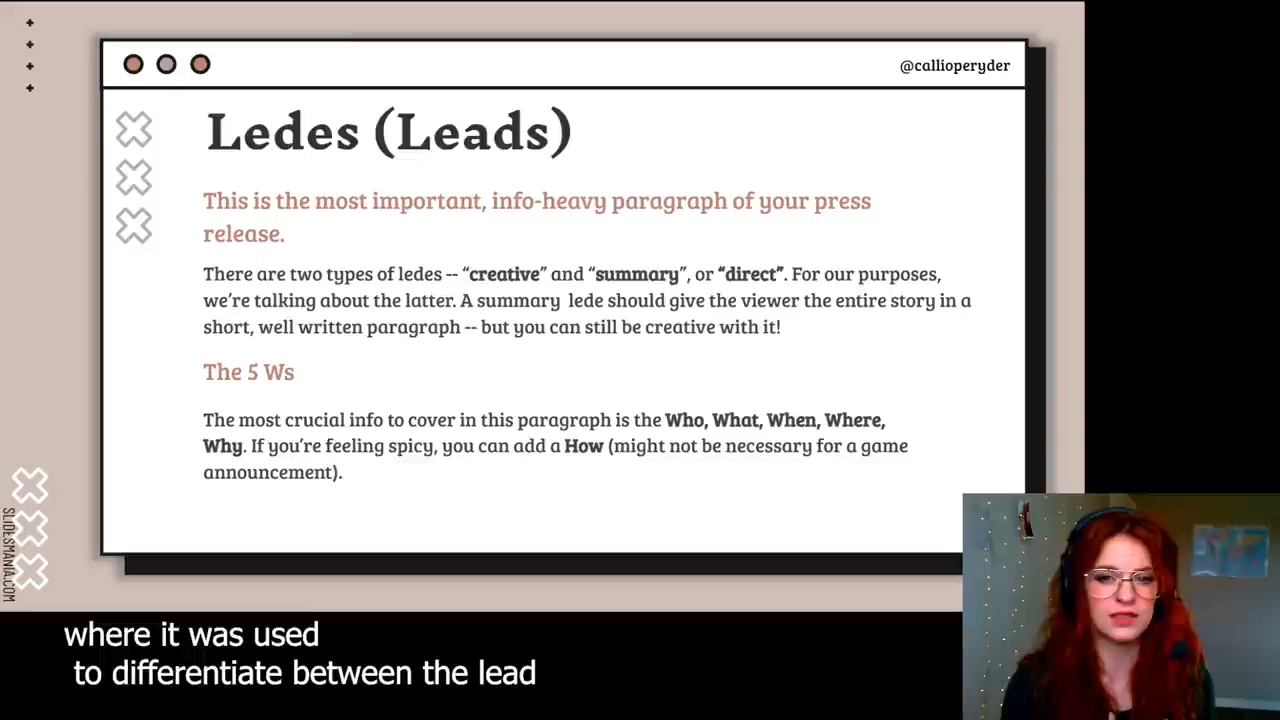 @callioperyder
Ledes (Leads)
This is the most important, info-heavy paragraph of your press
release.
There are two types of ledes -- “creative” and “summary”, or “direct”. For our purposes,
we’re talking about the latter. A summary lede should give the viewer the entire story in a
short, well written paragraph -- but you can still be creative with it!
The 5 Ws
The most crucial info to cover in this paragraph is the Who, What, When, Where,
Why. If you’re feeling spicy, you can add a How (might not be necessary for a game
announcement).
SLIDESMANIA.COM
where it was used
to differentiate between the lead